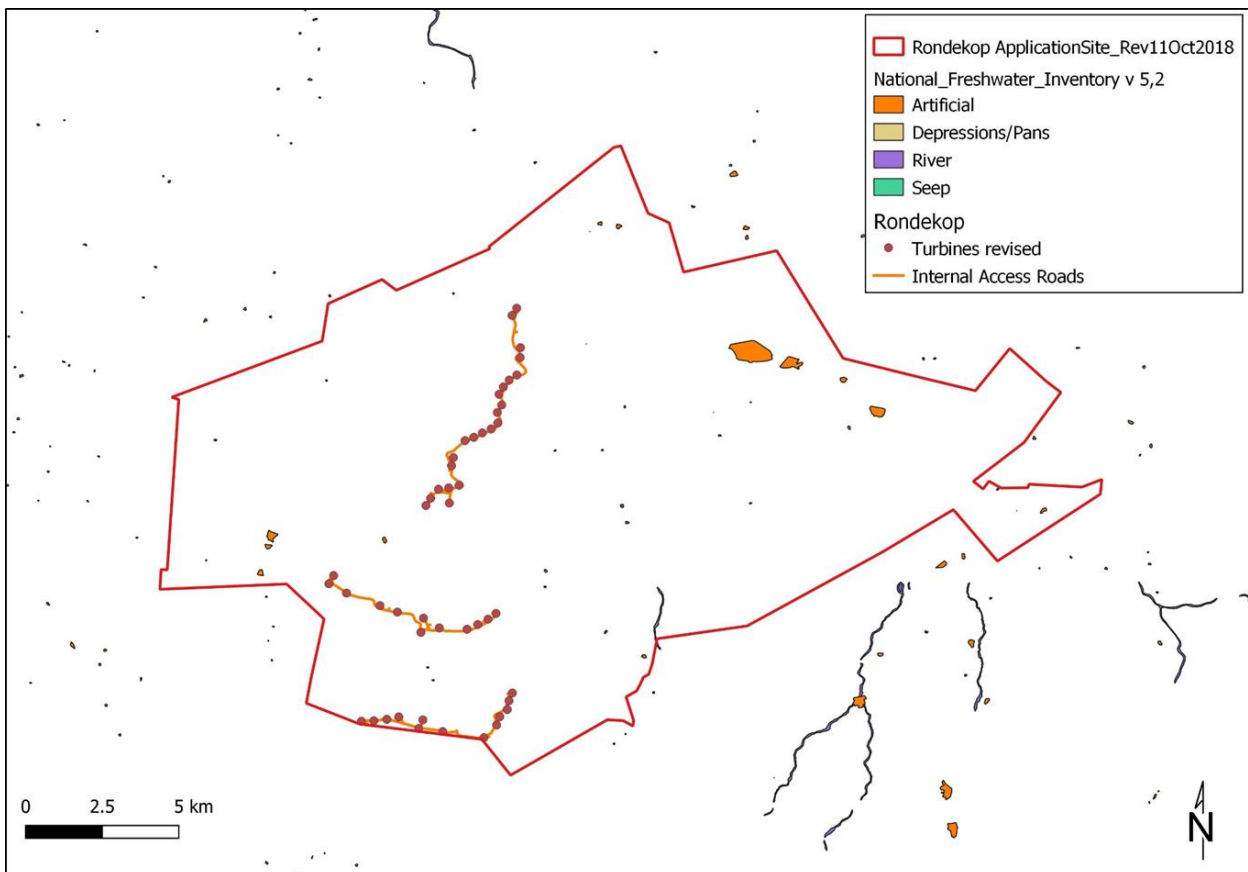 Rondekop ApplicationSite_Rev11Oct2018
National_Freshwater_Inventory v 5,2
Artificial
Depressions/Pans
River
Seep
Rondekop
Turbines revised
Internal Access Roads
0 2.5 5 km
N